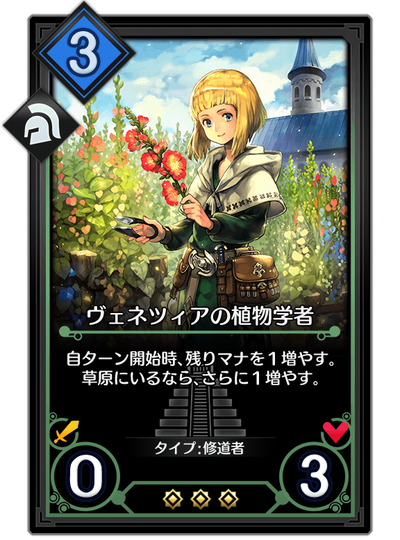 3
ヴェネツィアの植物学者
自ターン開始時、残りマナを1増やす。
草原にいるなら、さらに1増やす。
タイプ:修道者
0
3